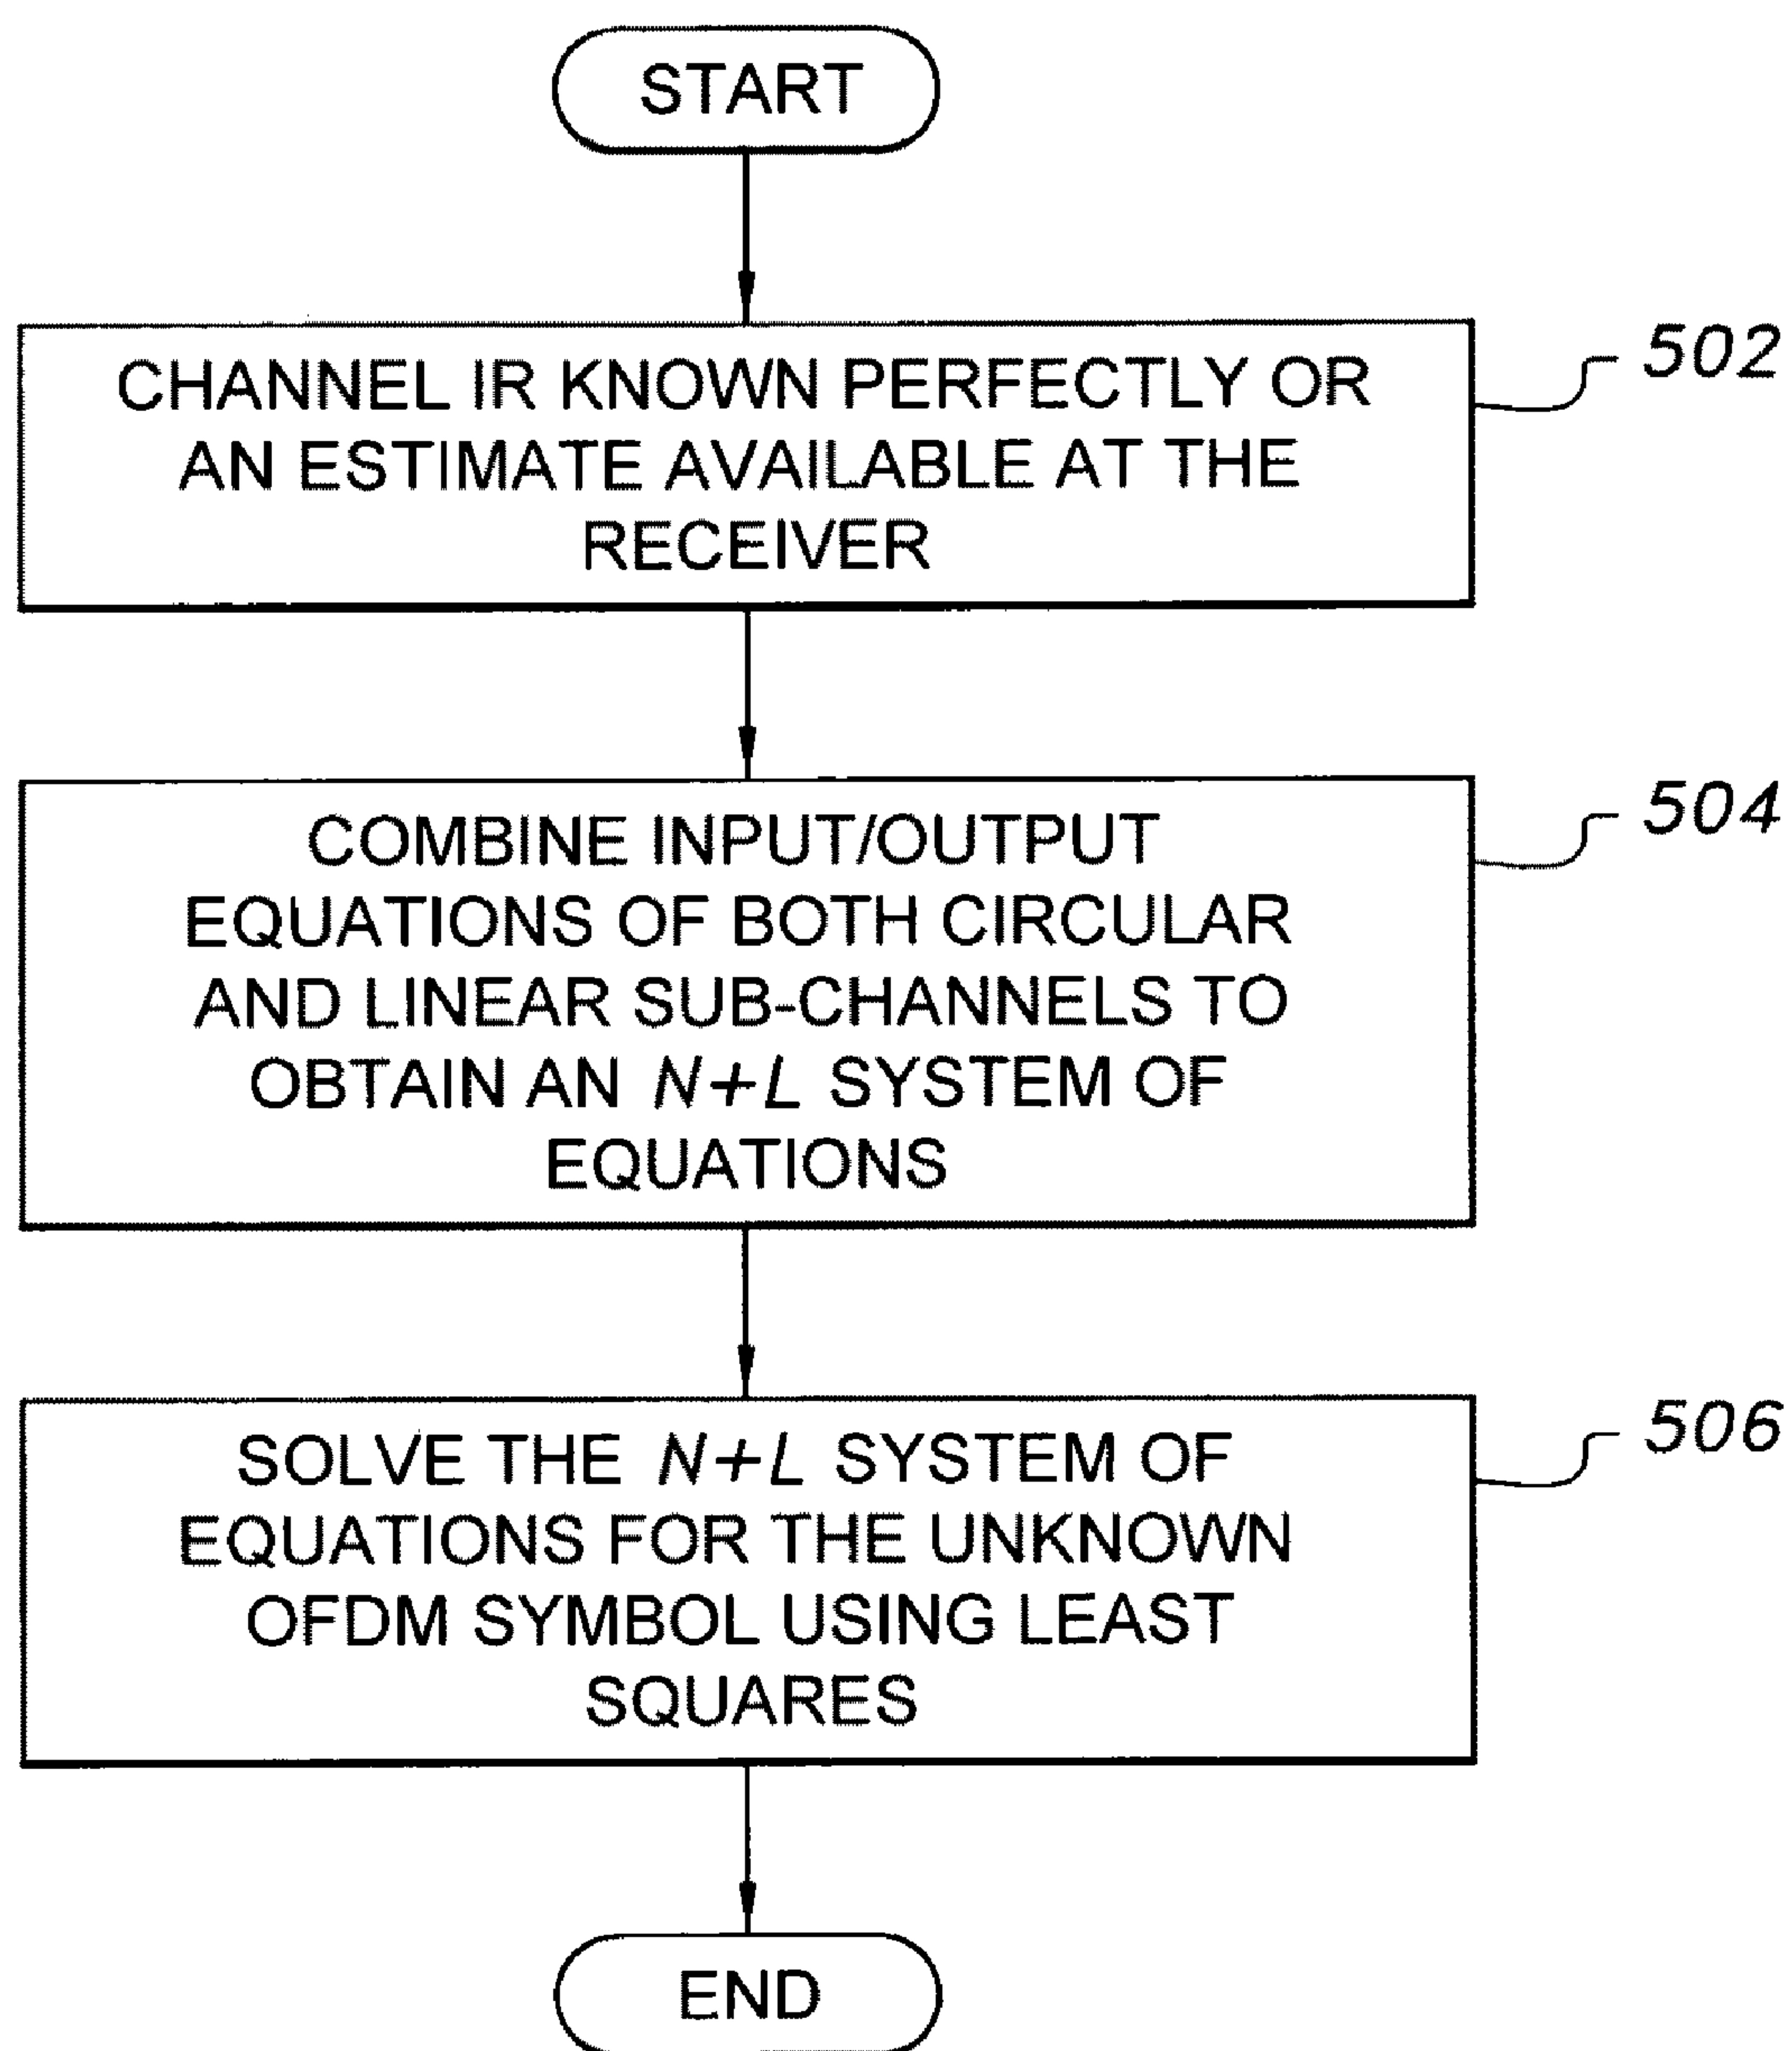 START
CHANNEL IR KNOWN PERFECTLY OR
AN ESTIMATE AVAILABLE AT THE
RECEIVER
502
COMBINE INPUT/OUTPUT
EQUATIONS OF BOTH CIRCULAR
AND LINEAR SUB-CHANNELS TO
OBTAIN AN N+L SYSTEM OF
EQUATIONS
504
SOLVE THE N+L SYSTEM OF
EQUATIONS FOR THE UNKNOWN
OFDM SYMBOL USING LEAST
SQUARES
506
END